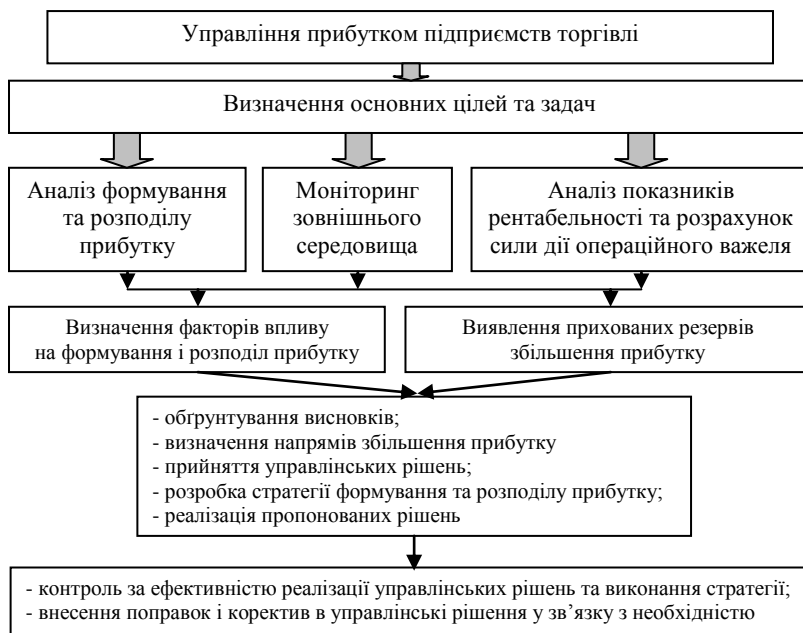 Управління прибутком підприємств торгівлі
Визначення основних цілей та задач
Аналіз формування
та розподілу
прибутку
Моніторинг
зовнішнього
середовища
Аналіз показників
рентабельності та розрахунок
сили дії операційного важеля
Визначення факторів впливу
на формування і розподіл прибутку
Виявлення прихованих резервів
збільшення прибутку
- обґрунтування висновків;
- визначення напрямів збільшення прибутку
- прийняття управлінських рішень;
- розробка стратегії формування та розподілу прибутку;
- реалізація пропонованих рішень
- контроль за ефективністю реалізації управлінських рішень та виконання стратегії;
- внесення поправок і коректив в управлінські рішення у зв’язку з необхідністю